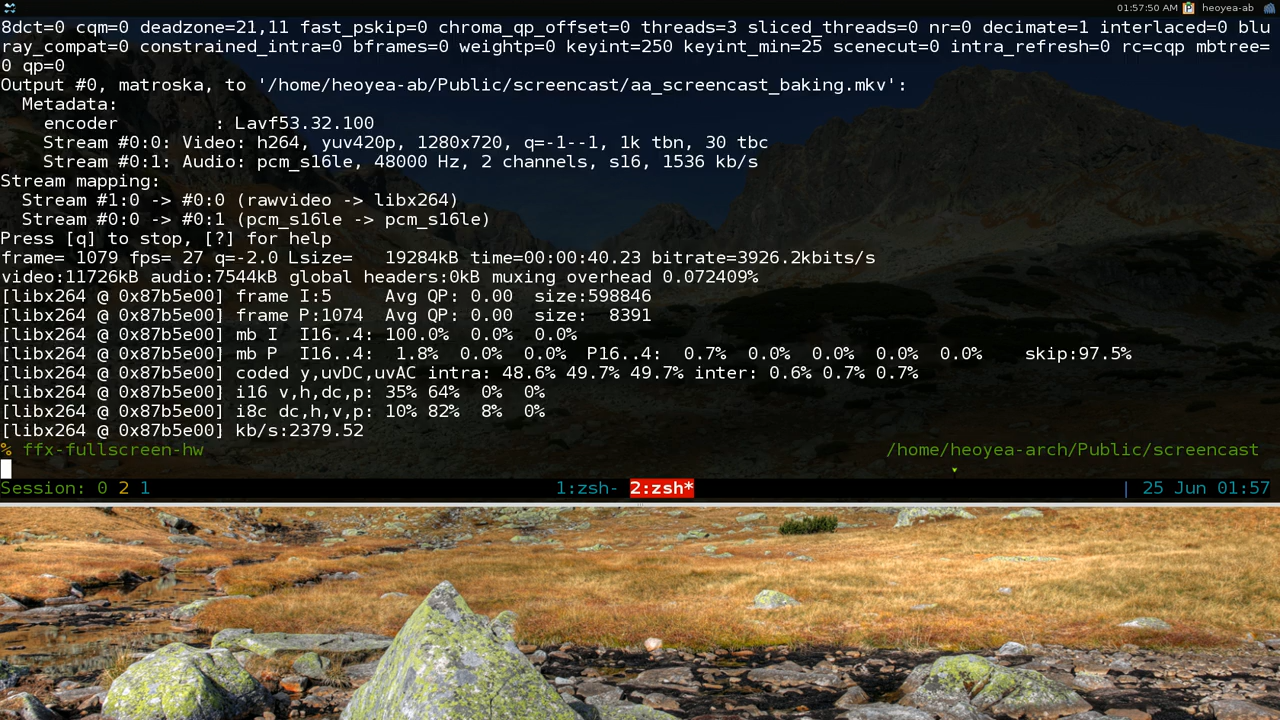 01:57:50 AM heoyea-ab
8dct=0 cqm=0 deadzone=21,11 fast_pskip=0 chroma_qp_offset=0 threads=3 sliced_threads=0 nr=0 decimate=1 interlaced=0 blu
ray_compat=0 constrained_intra=0 bframes=0 weightp=0 keyint=250 keyint_min=25 scenecut=0 intra_refresh=0 rc=cqp mbtree=
0 qp=0
Output #0, matroska, to '/home/heoyea-ab/Public/screencast/aa_screencast_baking.mkv':
  Metadata:
    encoder         : Lavf53.32.100
    Stream #0:0: Video: h264, yuv420p, 1280x720, q=-1--1, 1k tbn, 30 tbc
    Stream #0:1: Audio: pcm_s16le, 48000 Hz, 2 channels, s16, 1536 kb/s
Stream mapping:
  Stream #1:0 -> #0:0 (rawvideo -> libx264)
  Stream #0:0 -> #0:1 (pcm_s16le -> pcm_s16le)
Press [q] to stop, [?] for help
frame= 1079 fps= 27 q=-2.0 Lsize=   19284kB time=00:00:40.23 bitrate=3926.2kbits/s
video:11726kB audio:7544kB global headers:0kB muxing overhead 0.072409%
[libx264 @ 0x87b5e00] frame I:5     Avg QP: 0.00  size:598846
[libx264 @ 0x87b5e00] frame P:1074  Avg QP: 0.00  size:  8391
[libx264 @ 0x87b5e00] mb I  I16..4: 100.0%  0.0%  0.0%
[libx264 @ 0x87b5e00] mb P  I16..4:  1.8%  0.0%  0.0%  P16..4:  0.7%  0.0%  0.0%  0.0%  0.0%    skip:97.5%
[libx264 @ 0x87b5e00] coded y,uvDC,uvAC intra: 48.6% 49.7% 49.7% inter: 0.6% 0.7% 0.7%
[libx264 @ 0x87b5e00] i16 v,h,dc,p: 35% 64%  0%  0%
[libx264 @ 0x87b5e00] i8c dc,h,v,p: 10% 82%  8%  0%
[libx264 @ 0x87b5e00] kb/s:2379.52
% ffx-fullscreen-hw /home/heoyea-arch/Public/screencast
Session: 0 2 1 1:zsh- 2:zsh* | 25 Jun 01:57